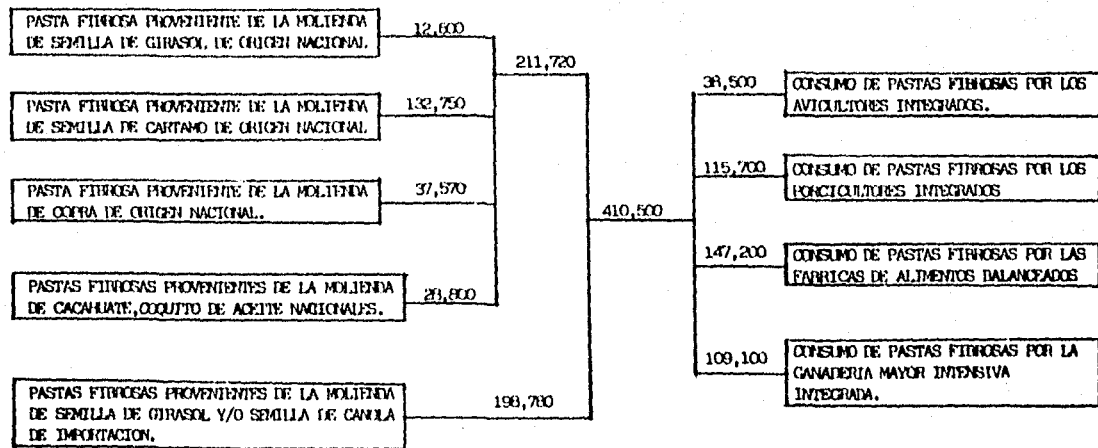 PASTA FIBROSA PROVENIENTE DE LA MOLIENDA
DE SEMILLA DE GIRASOL DE ORIGEN NACIONAL
12,600
PASTA FIBROSA PROVENIENTE DE LA MOLIENDA
DE SEMILLA DE CARTAMO DE ORIGEN NACIONAL
132,750
PASTA FIBROSA PROVENIENTE DE LA MOLIENDA
DE COPRA DE ORIGEN NACIONAL.
37,570
PASTAS FIBROSAS PROVENIENTES DE LA MOLIENDA
DE CACAHUATE,COQUITO DE ACEITE NACIONALES.
28,800
PASTAS FIBROSAS PROVENIENTES DE LA MOLIENDA
DE SEMILLA DE GIRASOL Y/O SEMILLA DE CANOLA
DE IMPORTACION.
198,780
211,720
410,500
38,500
CONSUMO DE PASTAS FIBROSAS POR LOS
AVICULTORES INTEGRADOS.
115,700
CONSUMO DE PASTAS FIBROSAS POR LOS
PORCICULTORES INTEGRADOS
147,200
CONSUMO DE PASTAS FIBROSAS POR LAS
FABRICAS DE ALIMENTOS BALANCEADOS
109,100
CONSUMO DE PASTAS FIBROSAS POR LA
GANADERIA MAYOR INTENSIVA
INTEGRADA.